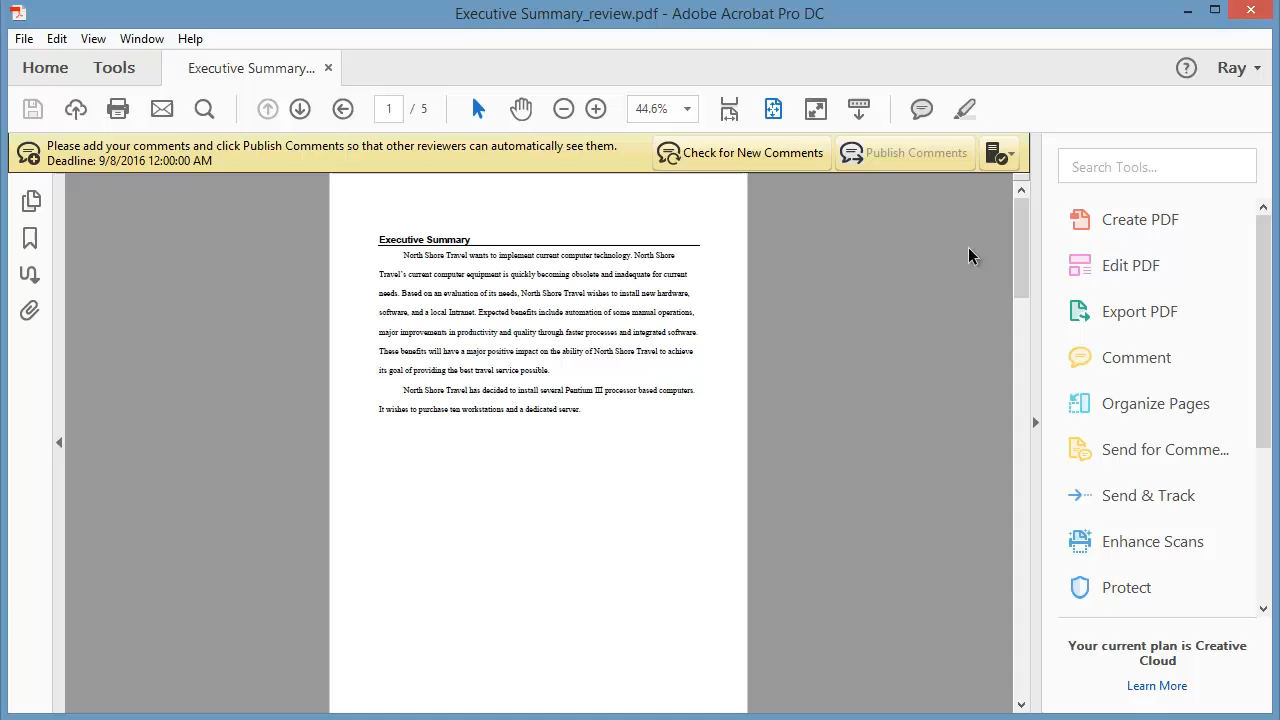 Executive Summary_review.pdf - Adobe Acrobat Pro DC
File Edit View Window Help
Home Tools Executive Summary... ×
Ray
1 / 5
44.6%
Please add your comments and click Publish Comments so that other reviewers can automatically see them.
Deadline: 9/8/2016 12:00:00 AM
Check for New Comments
Publish Comments
Executive Summary
North Shore Travel wants to implement current computer technology. North Shore
Travel's current computer equipment is quickly becoming obsolete and inadequate for current
needs. Based on an evaluation of its needs, North Shore Travel wishes to install new hardware,
software, and a local Intranet. Expected benefits include automation of some manual operations,
major improvements in productivity and quality through faster processes and integrated software.
These benefits will have a major positive impact on the ability of North Shore Travel to achieve
its goal of providing the best travel service possible.
North Shore Travel has decided to install several Pentium III processor based computers.
It wishes to purchase ten workstations and a dedicated server.
Search Tools...
Create PDF
Edit PDF
Export PDF
Comment
Organize Pages
Send for Comme...
Send & Track
Enhance Scans
Protect
Your current plan is Creative
Cloud
Learn More